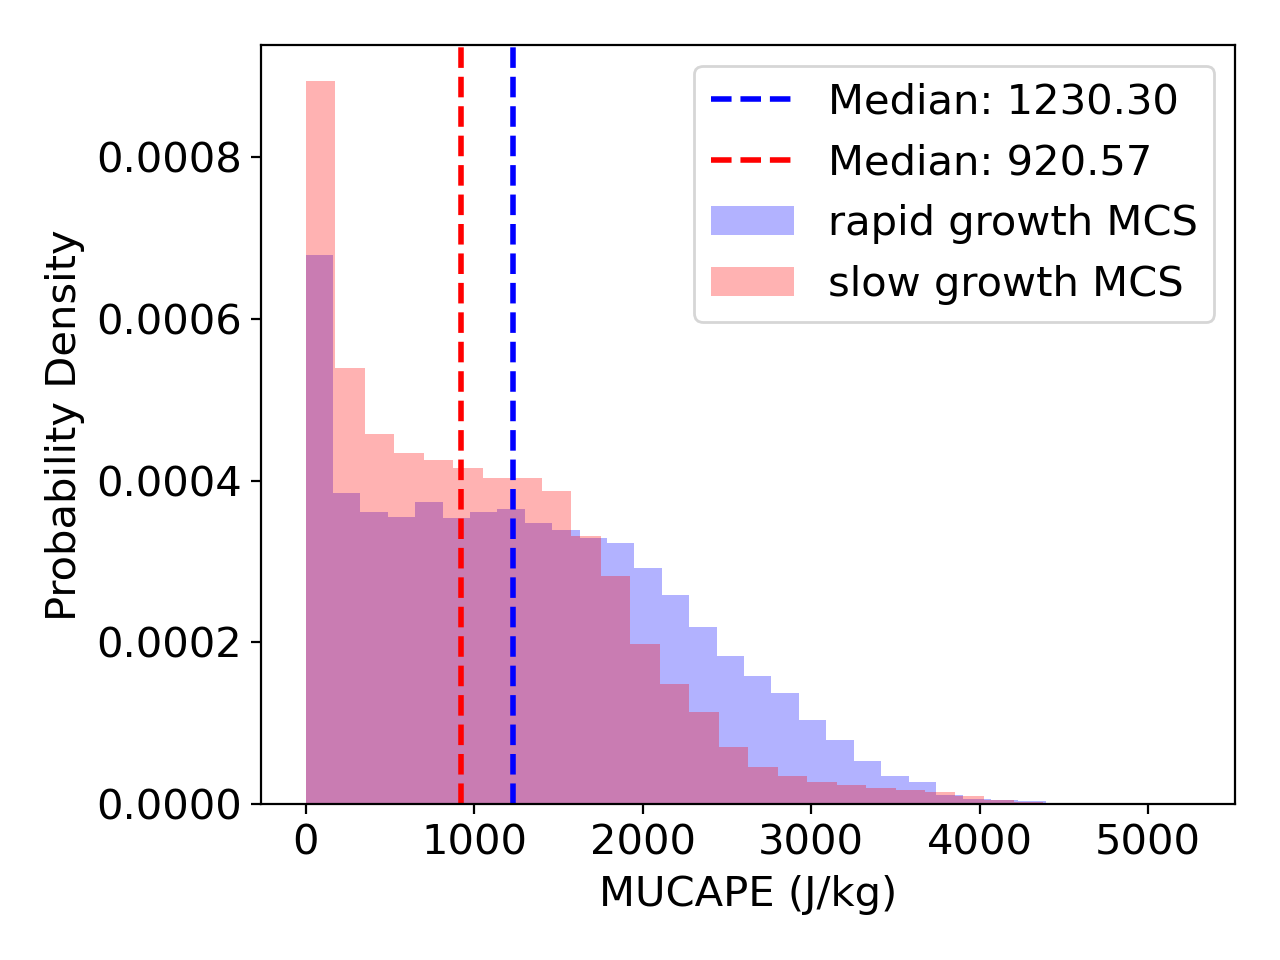 Median: 1230.30
Median: 920.57
rapid growth MCS
slow growth MCS
Probability Density
0.0008
0.0006
0.0004
0.0002
0.0000
0 1000 2000 3000 4000 5000
MUCAPE (J/kg)